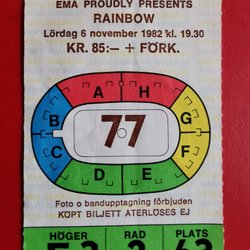 EMA PROUDLY PRESENTS
RAINBOW
Lördag 6 november 1982 kl. 19.30
KR. 85:— + FÖRK.
A H
B G
77
C F
D E
Foto o bandupptagning förbjuden
KÖPT BILJETT ÅTERLÖSES EJ
HÖGER RAD PLATS